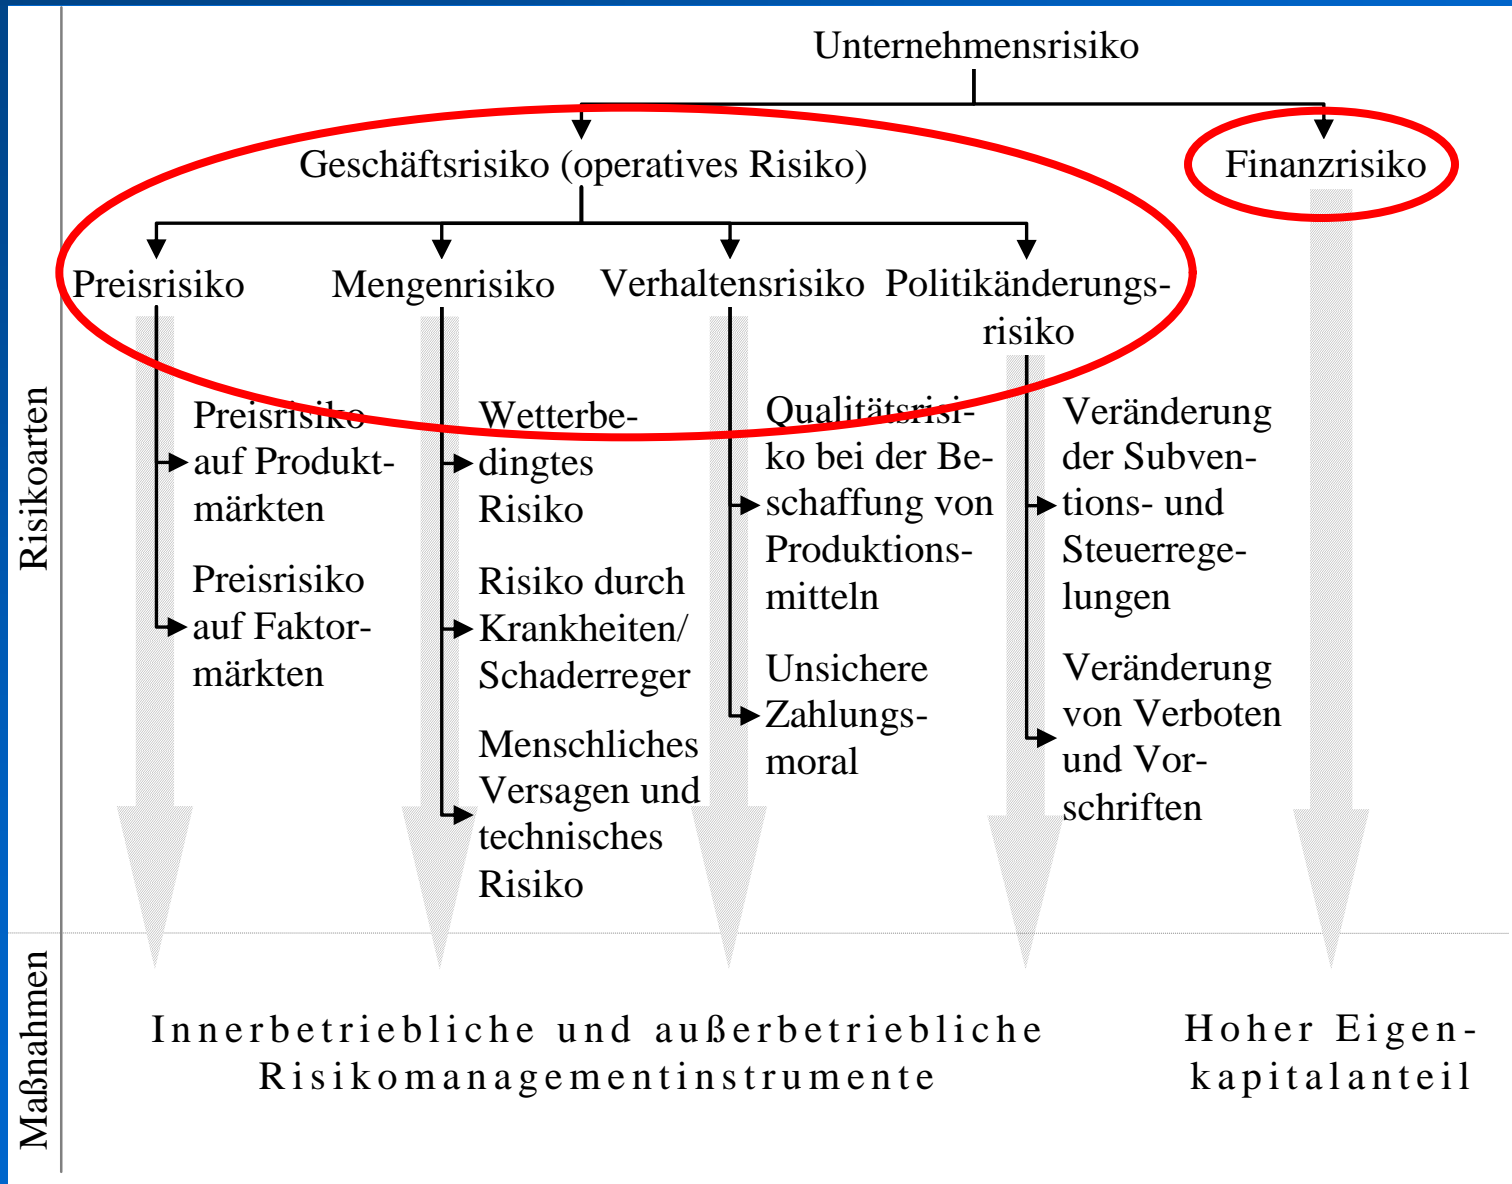 Unternehmensrisiko
Geschäftsrisiko (operatives Risiko)
Finanzrisiko
Preisrisiko
Mengenrisiko
Verhaltensrisiko
Politikänderungs-
risiko
Risikoarten
Preisrisiko
auf Produkt-
märkten
Preisrisiko
auf Faktor-
märkten
Wetterbe-
dingtes
Risiko
Risiko durch
Krankheiten/
Schaderreger
Menschliches
Versagen und
technisches
Risiko
Qualitätsrisi-
ko bei der Be-
schaffung von
Produktions-
mitteln
Unsichere
Zahlungs-
moral
Veränderung
der Subven-
tions- und
Steuerrege-
lungen
Veränderung
von Verboten
und Vor-
schriften
Maßnahmen
Innerbetriebliche und außerbetriebliche
Risikomanagementinstrumente
Hoher Eigen-
kapitalanteil